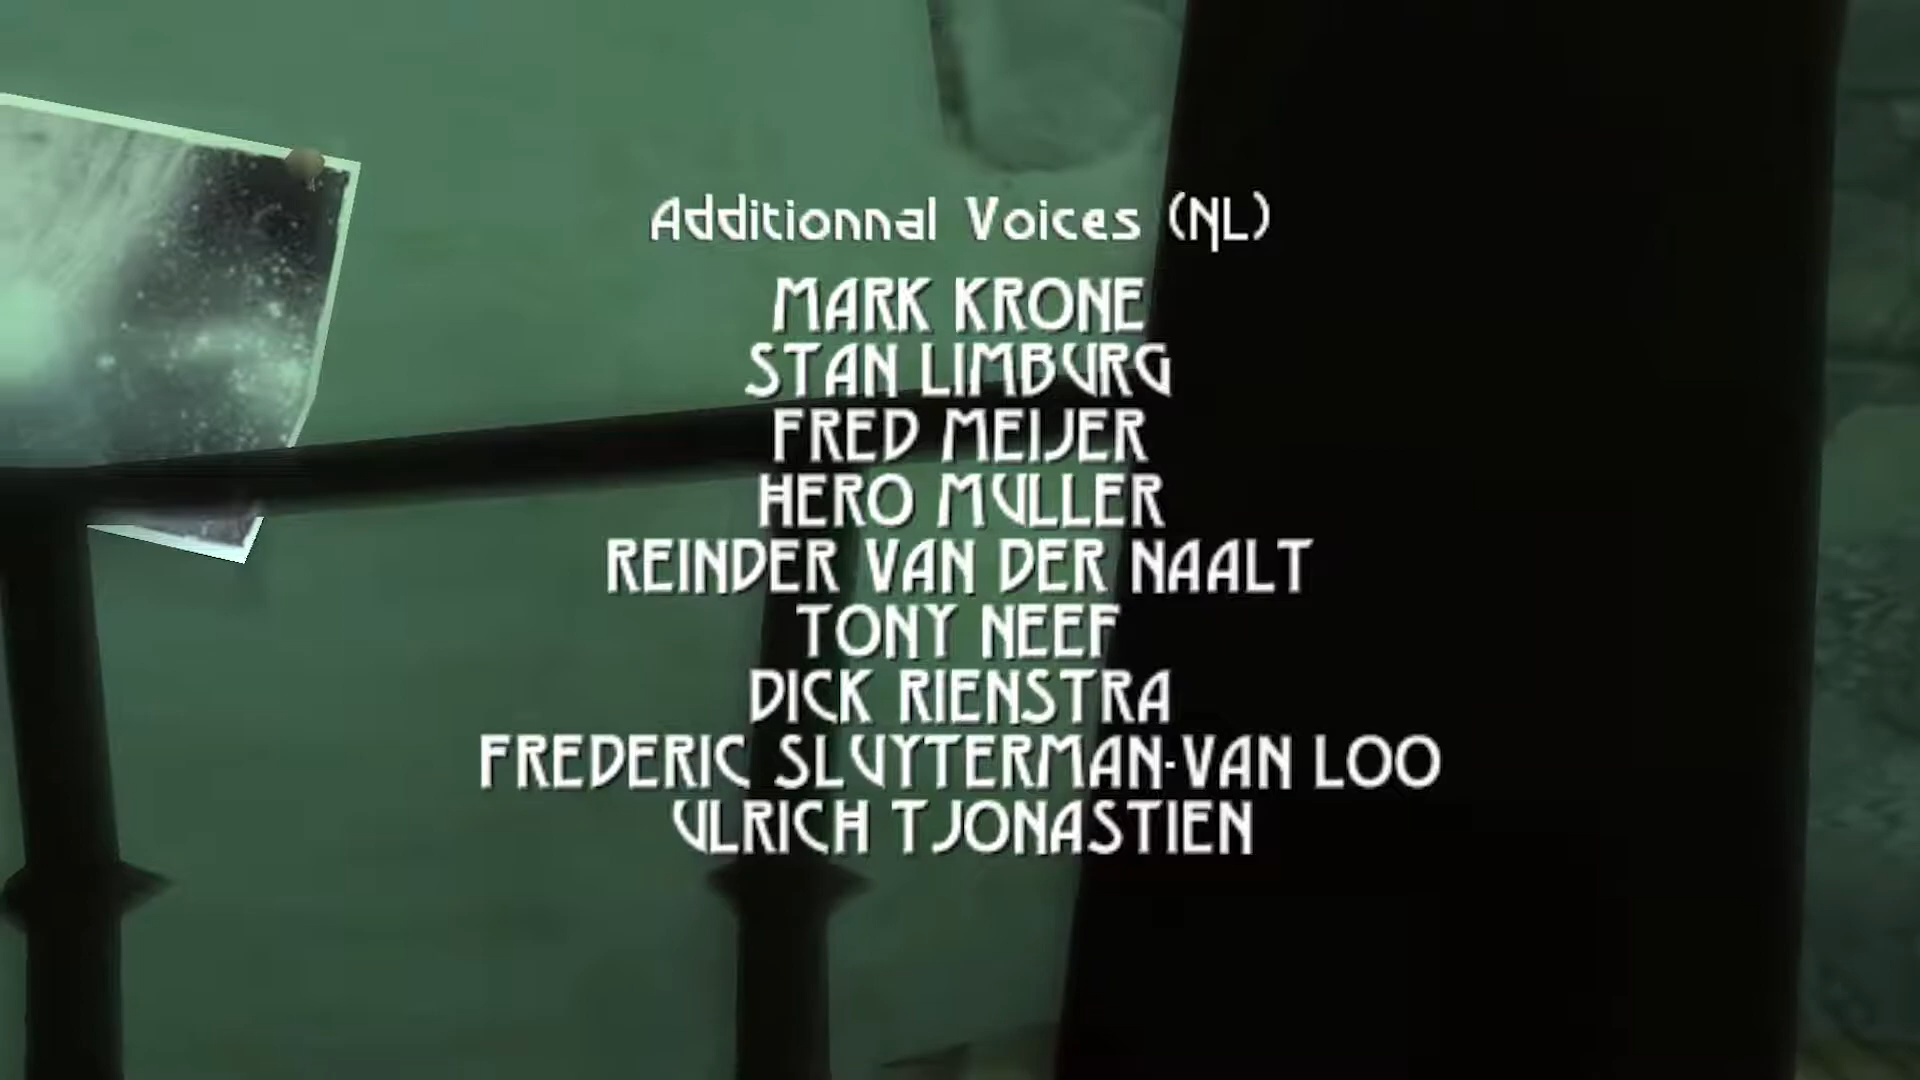 Additionnal Voices (NL)
MARK KRONE
STAN LIMBURG
FRED MEIJER
HERO MULLER
REINDER VAN DER NAALT
TONY NEEF
DICK RIENSTRA
FREDERIC SLUYTERMAN-VAN LOO
ULRICH TJONASTIEN